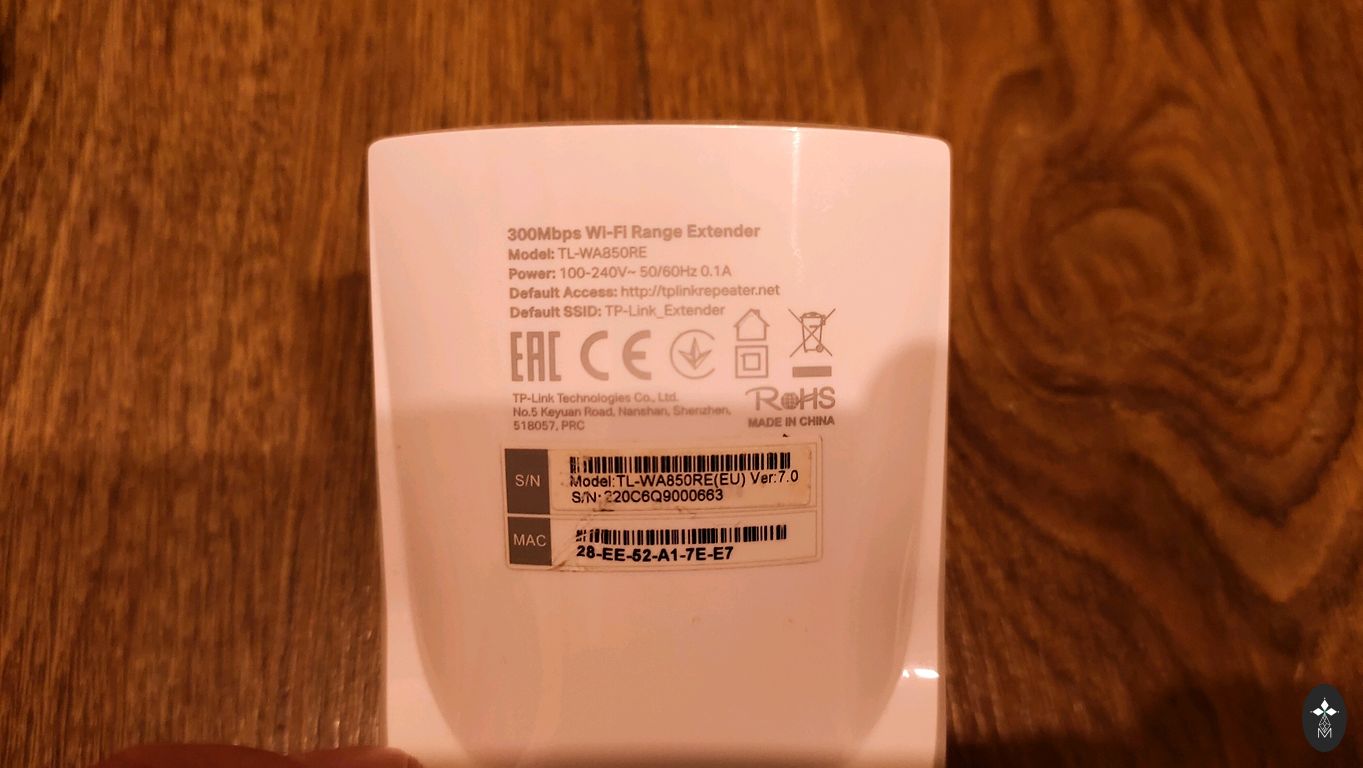 300Mbps Wi-Fi Range Extender
Model: TL-WA850RE
Power: 100-240V~ 50/60Hz 0.1A
Default Access: http://tplinkrepeater.net
Default SSID: TP-Link_Extender
EAC CE
TP-Link Technologies Co., Ltd.
No.5 Keyuan Road, Nanshan, Shenzhen,
518057, PRC
RoHS
MADE IN CHINA
S/N
Model:TL-WA850RE(EU) Ver:7.0
S/N:220C6Q9000663
MAC
28-EE-52-A1-7E-E7
M